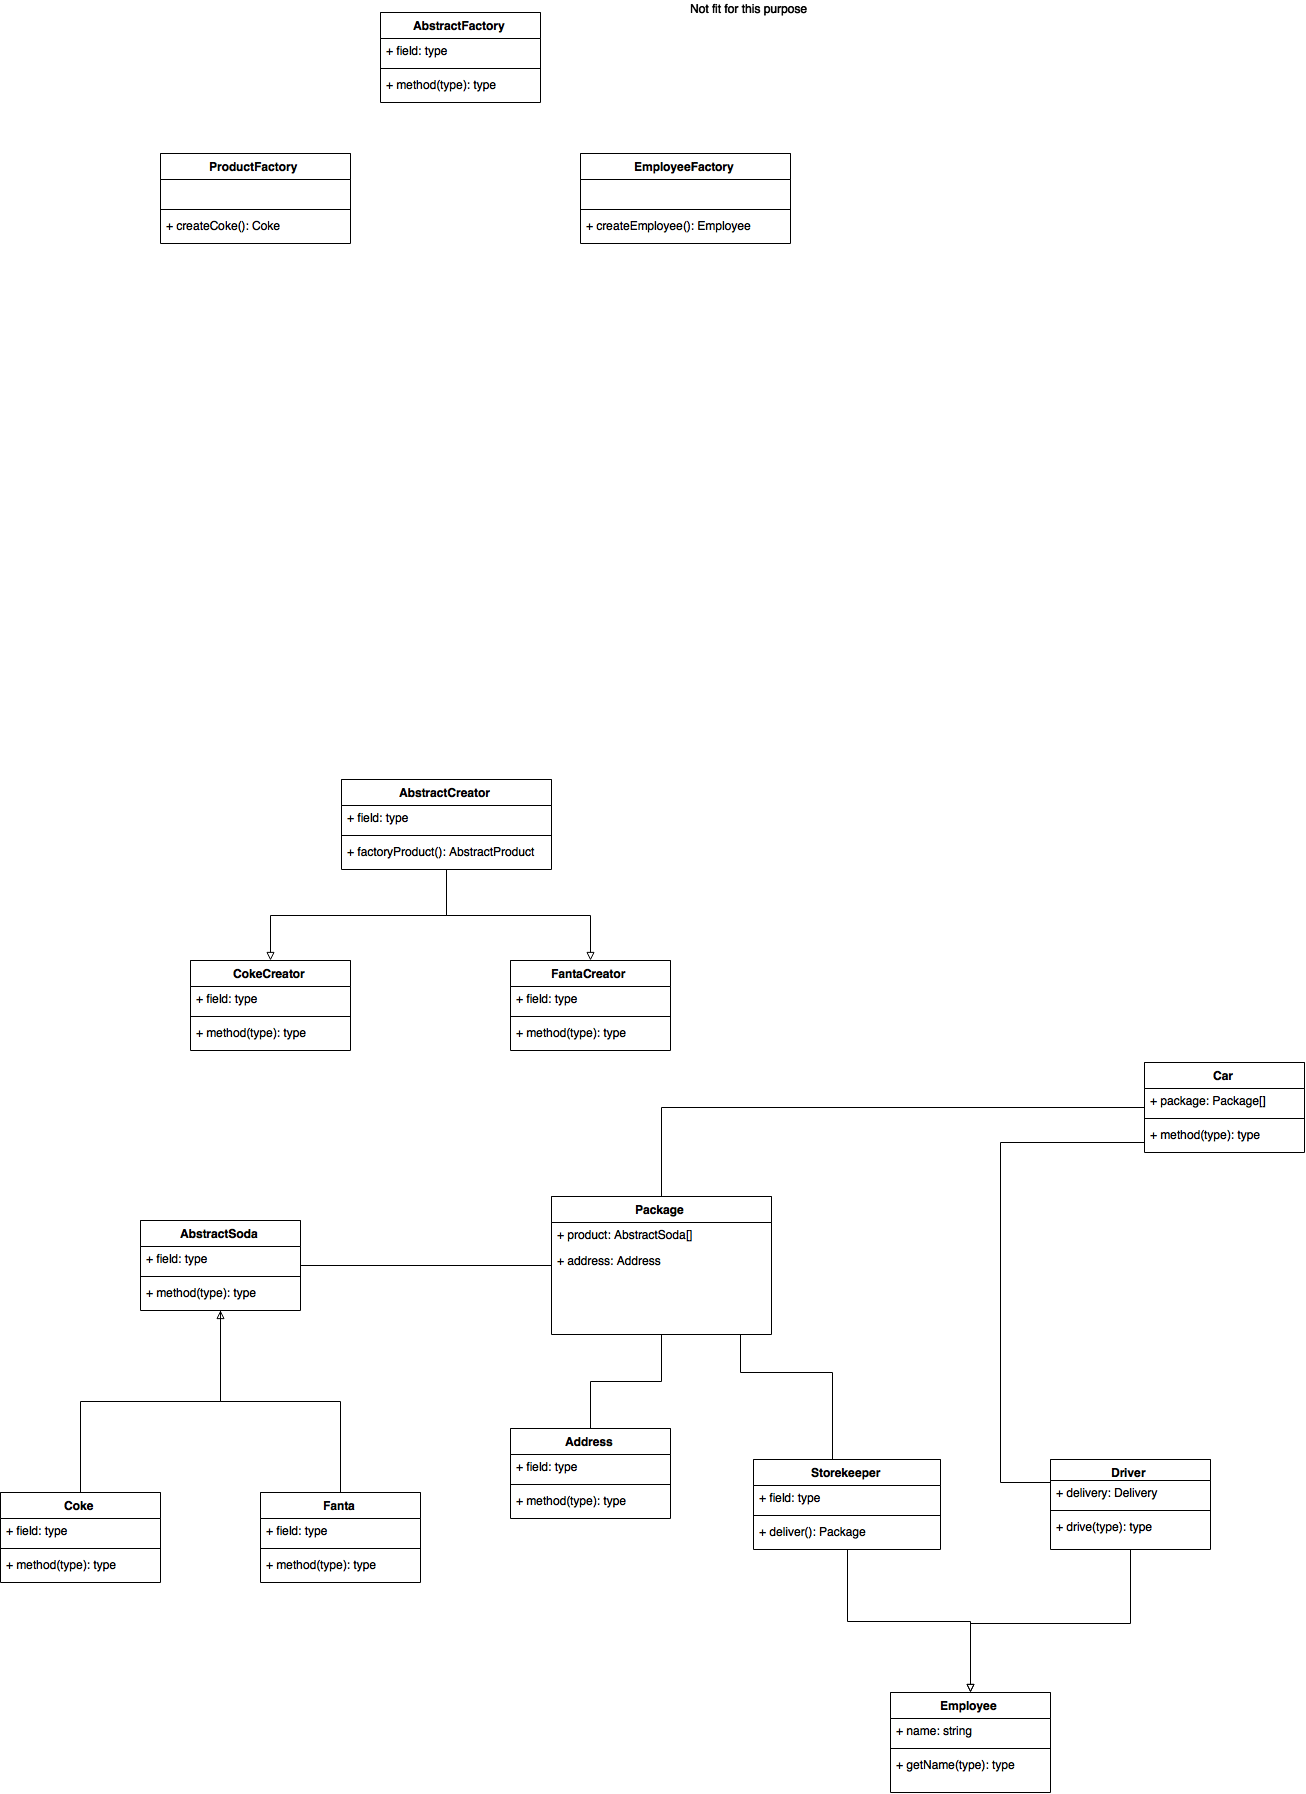 Not fit for this purpose
AbstractFactory
+ field: type
+ method(type): type
ProductFactory
+ createCoke(): Coke
EmployeeFactory
+ createEmployee(): Employee
AbstractCreator
+ field: type
+ factoryProduct(): AbstractProduct
CokeCreator
+ field: type
+ method(type): type
FantaCreator
+ field: type
+ method(type): type
Car
+ package: Package[]
+ method(type): type
Package
+ product: AbstractSoda[]
+ address: Address
AbstractSoda
+ field: type
+ method(type): type
Address
+ field: type
+ method(type): type
Storekeeper
+ field: type
+ deliver(): Package
Driver
+ delivery: Delivery
+ drive(type): type
Coke
+ field: type
+ method(type): type
Fanta
+ field: type
+ method(type): type
Employee
+ name: string
+ getName(type): type